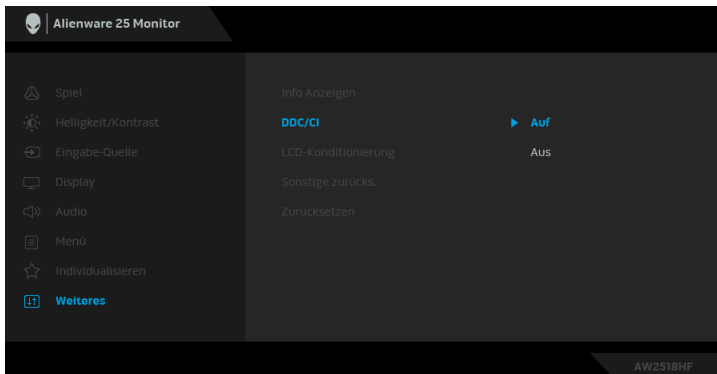 Alienware 25 Monitor
Spiel
Helligkeit/Kontrast
Eingabe-Quelle
Display
Audio
Menü
Individualisieren
Weiteres
Info Anzeigen
DDC/CI
Auf
LCD-Konditionierung
Aus
Sonstige zurücks.
Zurücksetzen
AW2518HF